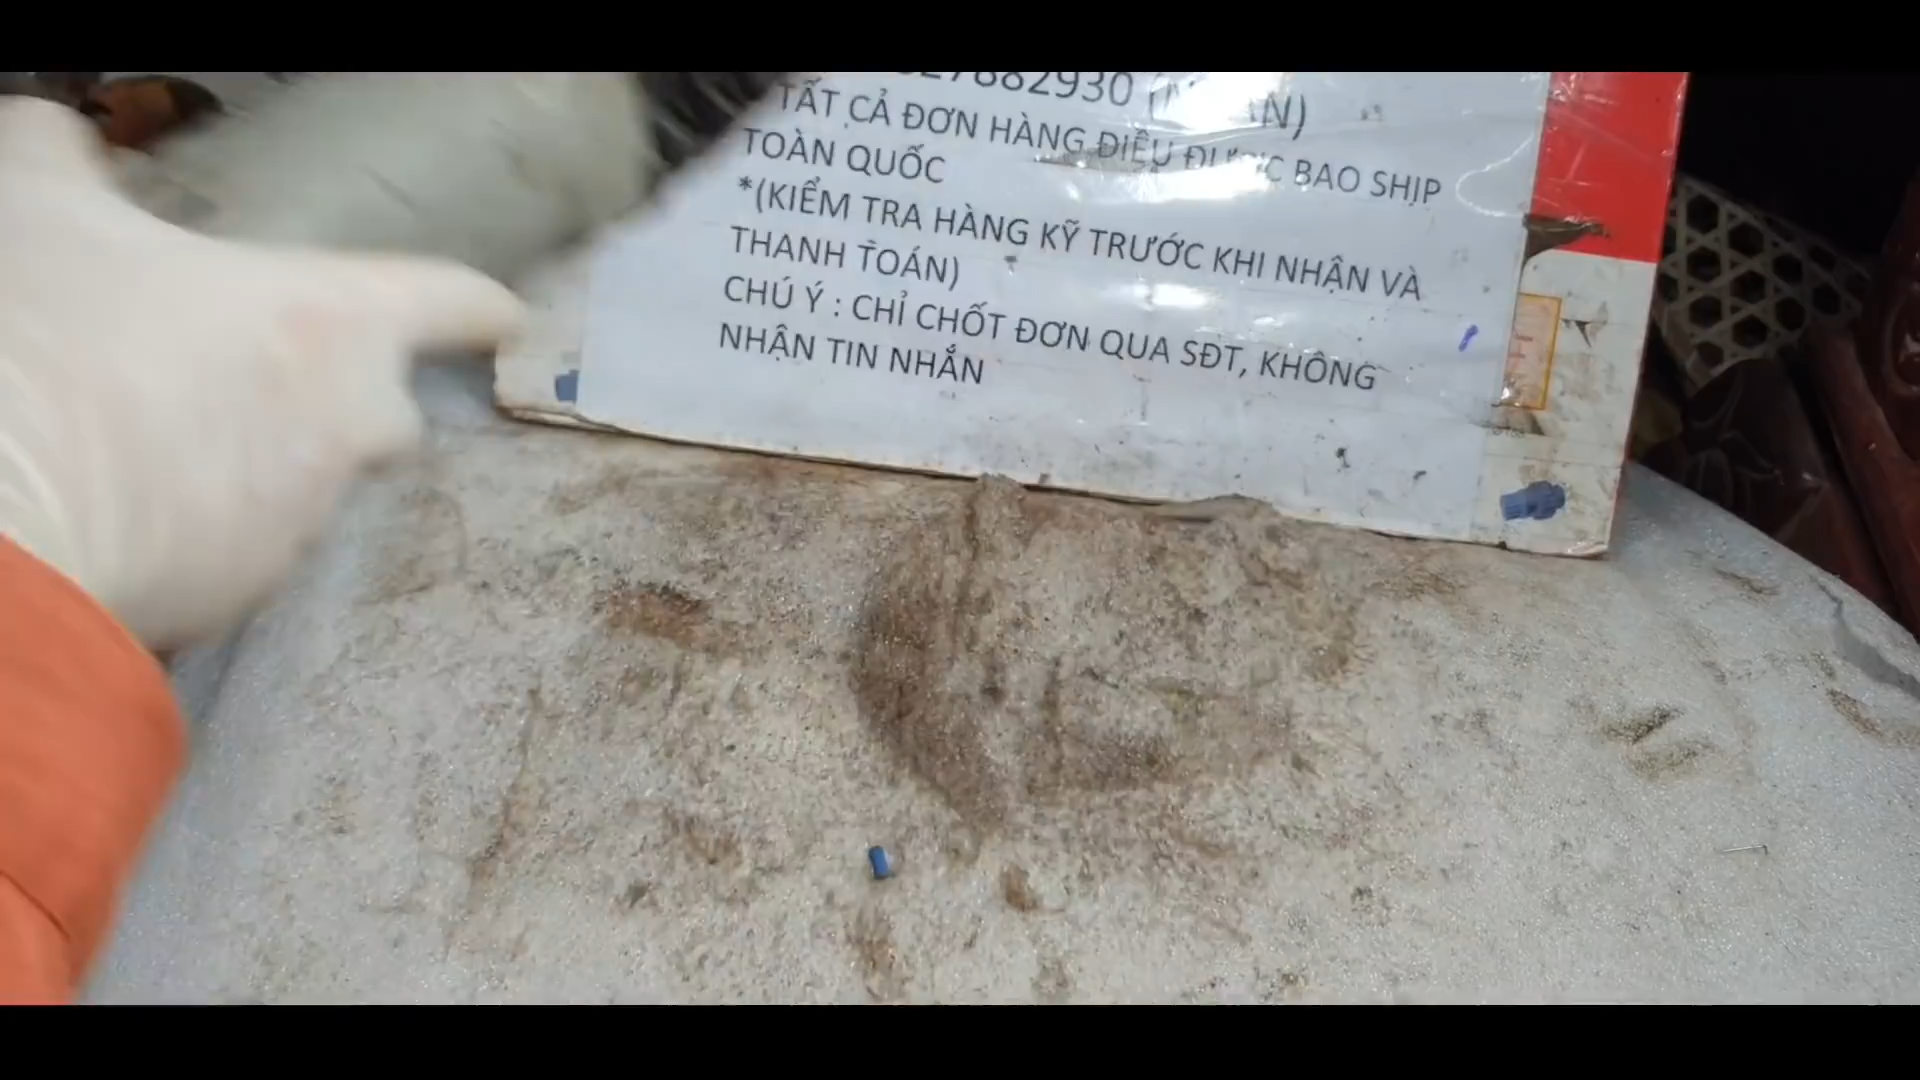 7882930
TẤT CẢ ĐƠN HÀNG ĐIỀU BAO SHIP
TOÀN QUỐC
*(KIỂM TRA HÀNG KỸ TRƯỚC KHI NHẬN VÀ
THANH TOÁN)
CHÚ Ý : CHỈ CHỐT ĐƠN QUA SĐT, KHÔNG
NHẬN TIN NHẮN